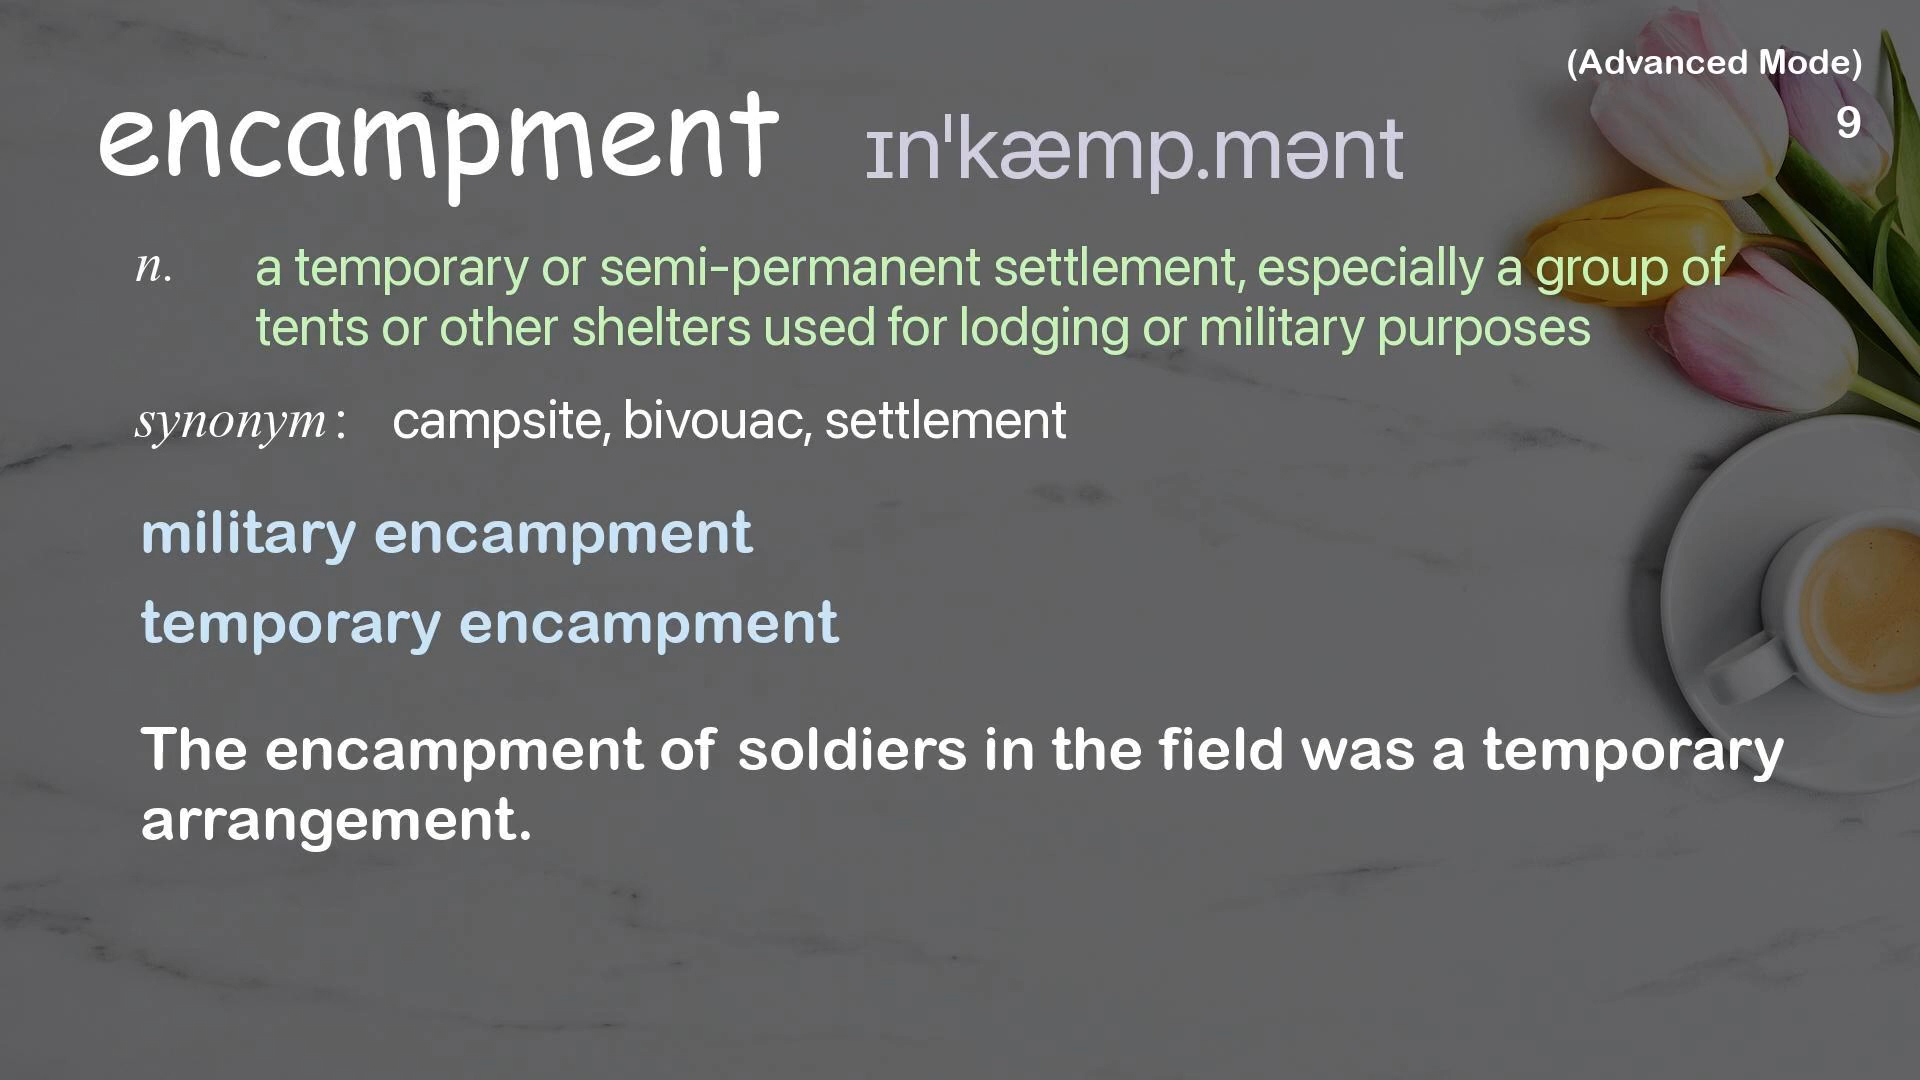 (Advanced Mode)
encampment ɪnˈkæmp.mənt
9
n. a temporary or semi-permanent settlement, especially a group of
tents or other shelters used for lodging or military purposes
synonym: campsite, bivouac, settlement
military encampment
temporary encampment
The encampment of soldiers in the field was a temporary
arrangement.